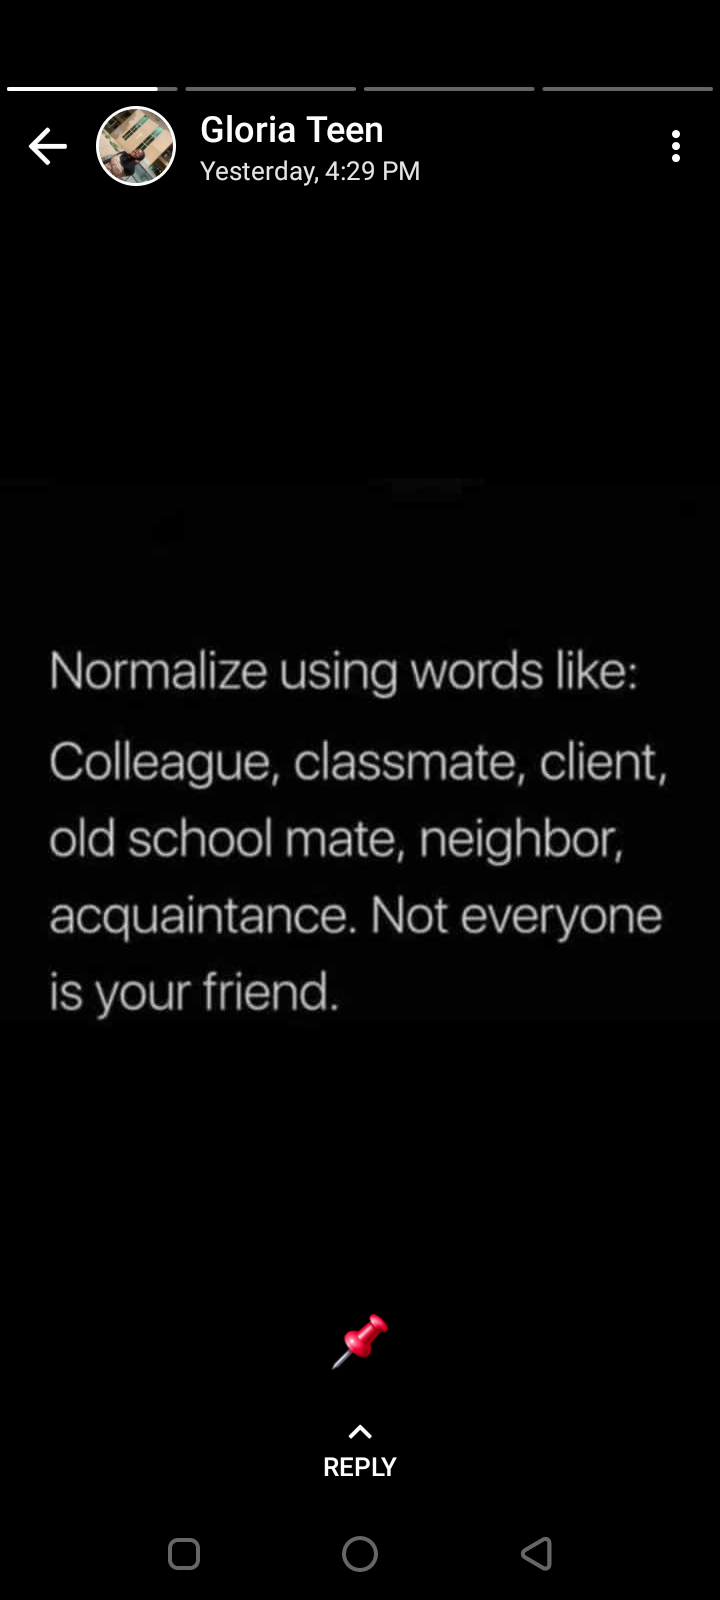 Gloria Teen
Yesterday, 4:29 PM
Normalize using words like:
Colleague, classmate, client,
old school mate, neighbor,
acquaintance. Not everyone
is your friend.
REPLY